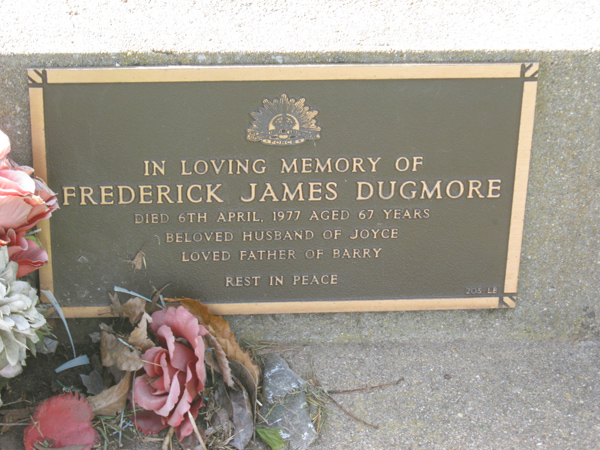 FORCE
IN LOVING MEMORY OF
FREDERICK JAMES DUGMORE
DIED 6TH APRIL, 1977 AGED 67 YEARS
BELOVED HUSBAND OF JOYCE
LOVED FATHER OF BARRY
REST IN PEACE